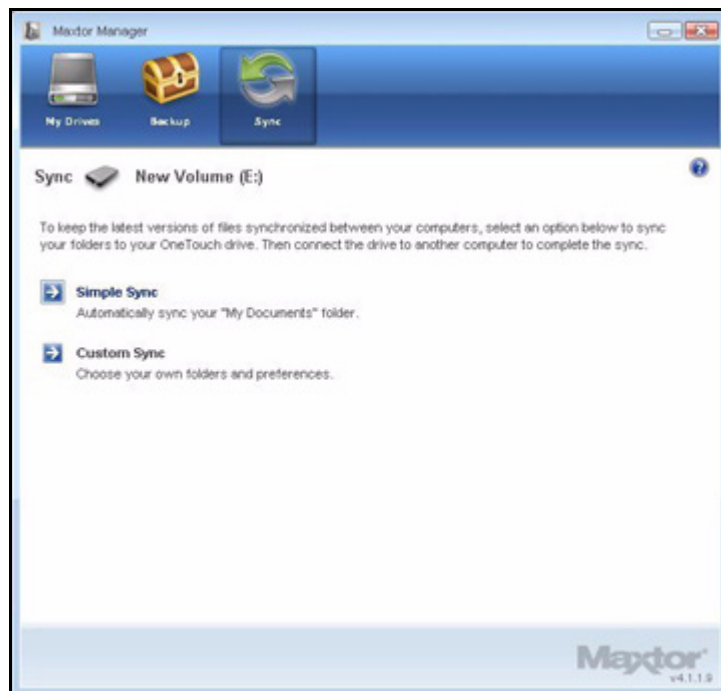 Maxtor Manager
My Drives Backup Sync
Sync New Volume (E:)
To keep the latest versions of files synchronized between your computers, select an option below to sync
your folders to your OneTouch drive. Then connect the drive to another computer to complete the sync.
Simple Sync
Automatically sync your "My Documents" folder.
Custom Sync
Choose your own folders and preferences.
Maxtor
v4.1.1.9